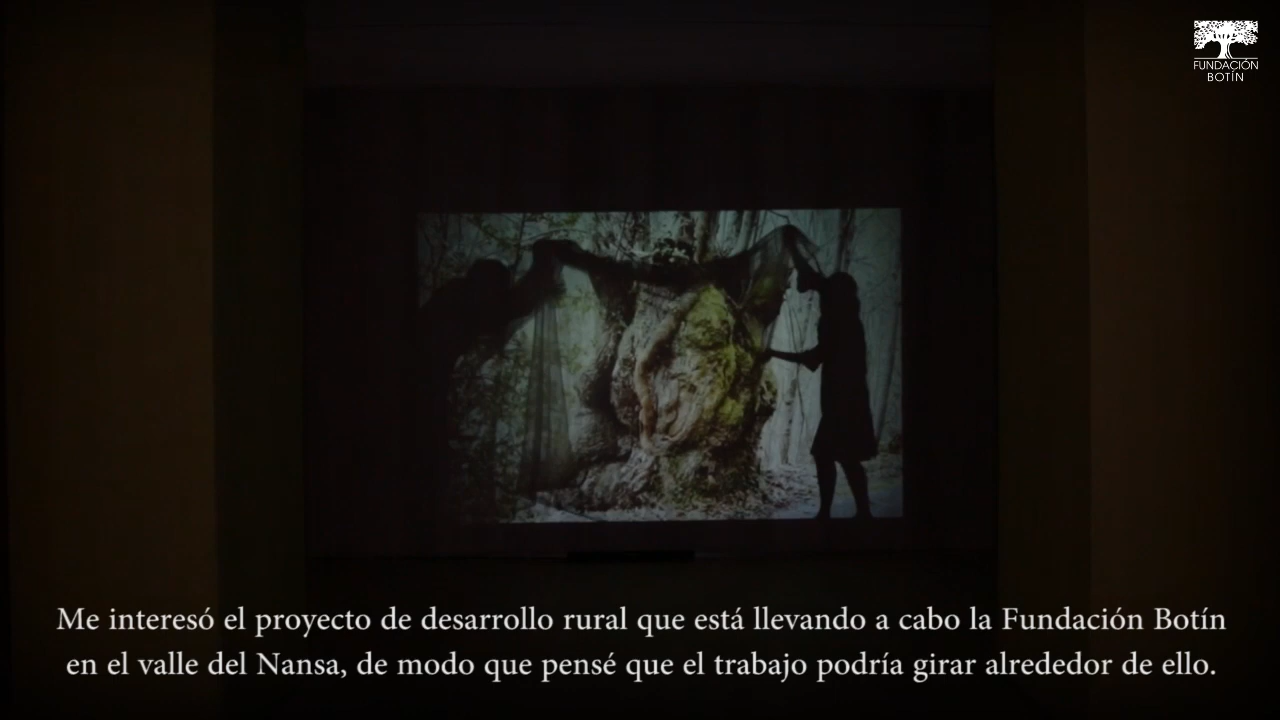 FUNDACIÓN
BOTÍN
Me interesó el proyecto de desarrollo rural que está llevando a cabo la Fundación Botín
en el valle del Nansa, de modo que pensé que el trabajo podría girar alrededor de ello.